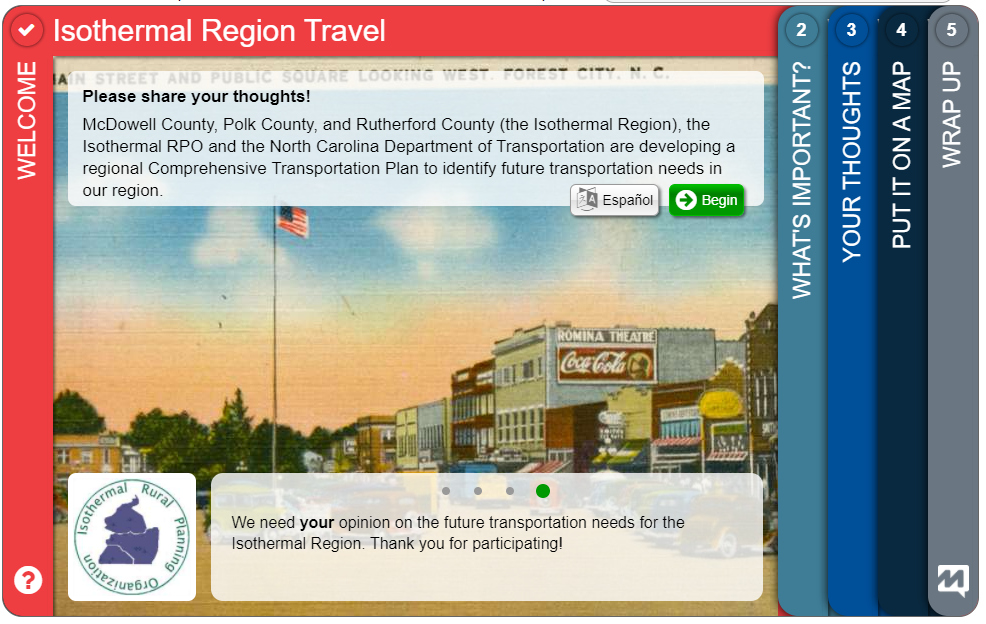 Isothermal Region Travel
WELCOME
MAIN STREET AND PUBLIC SQUARE LOOKING WEST. FOREST CITY, N. C.
Please share your thoughts!
McDowell County, Polk County, and Rutherford County (the Isothermal Region), the
Isothermal RPO and the North Carolina Department of Transportation are developing a
regional Comprehensive Transportation Plan to identify future transportation needs in
our region.
Español
Begin
ROMINA THEATRE
Coca-Cola
Isothermal Rural Planning Organization
We need your opinion on the future transportation needs for the
Isothermal Region. Thank you for participating!
?
2
WHAT'S IMPORTANT?
3
YOUR THOUGHTS
4
PUT IT ON A MAP
5
WRAP UP